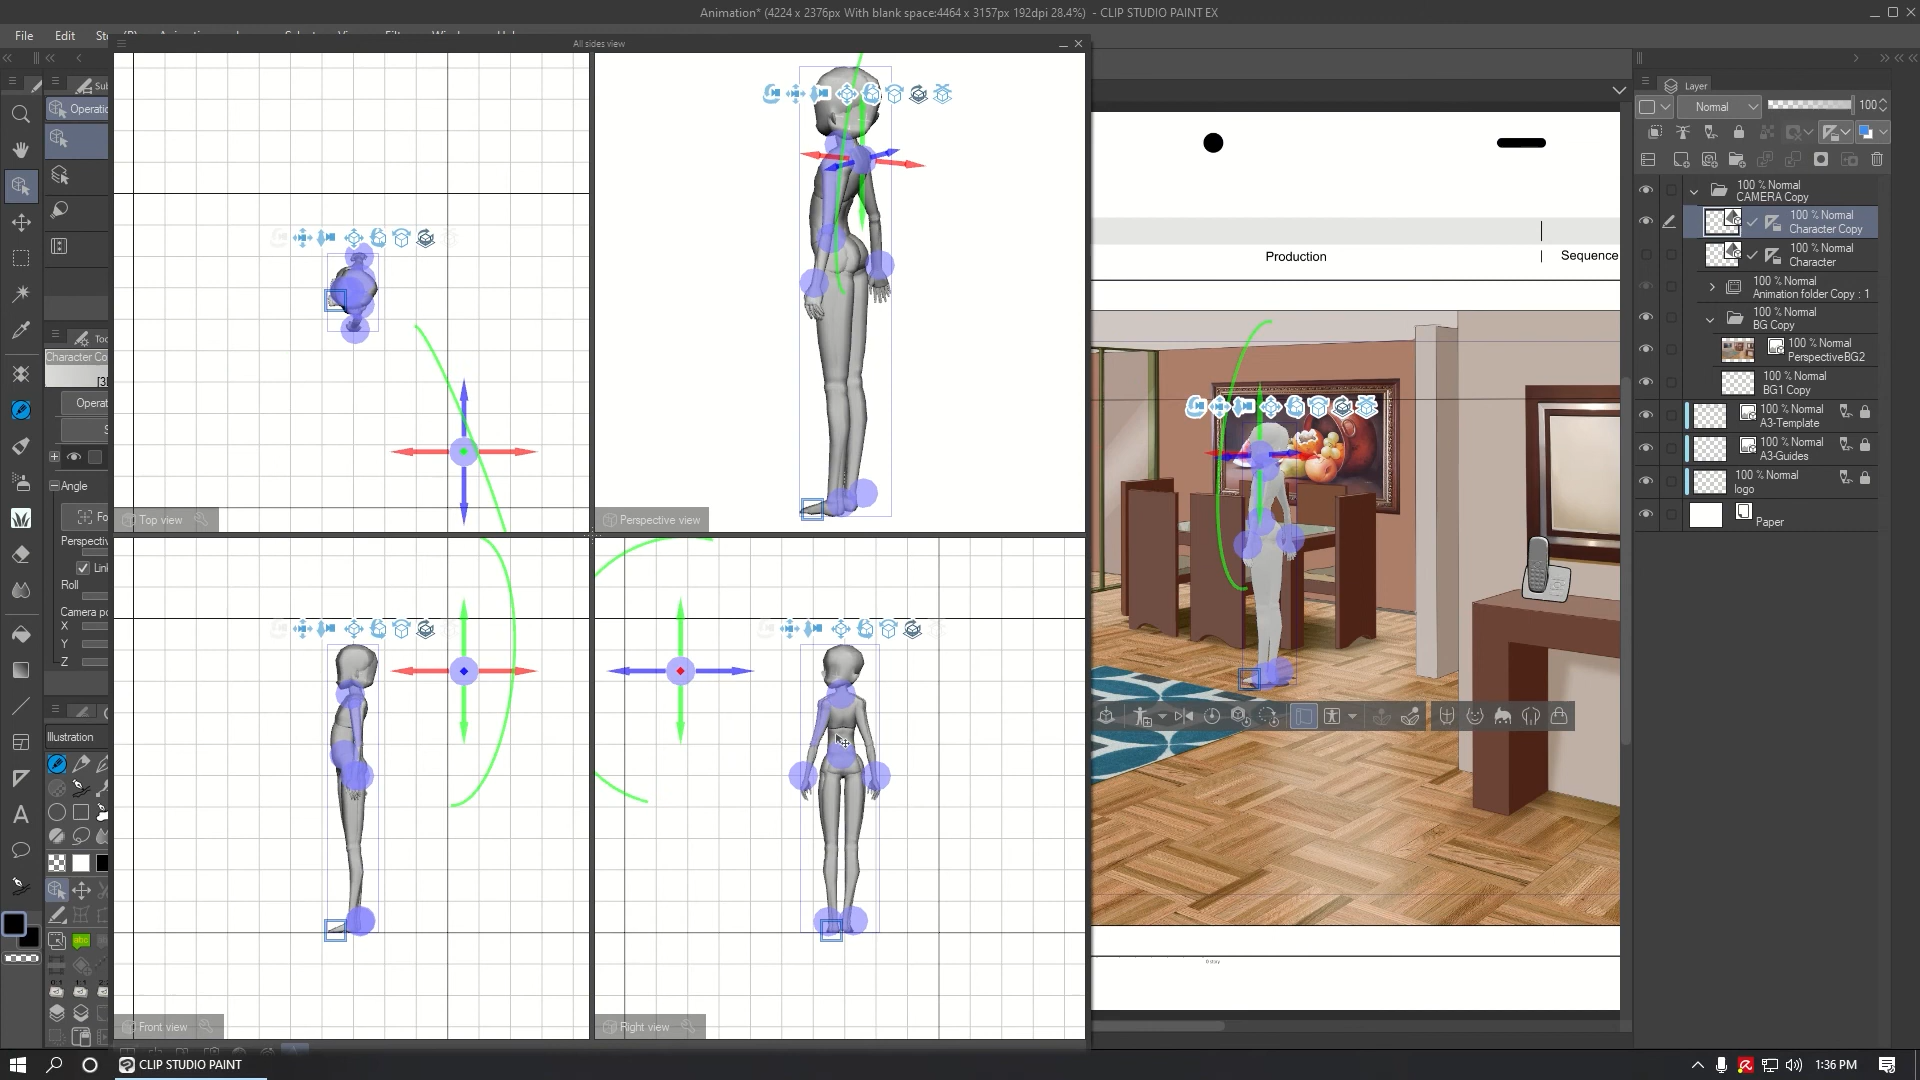 Animation* (4224 x 2376px With blank space:4464 x 3157px 192dpi 28.4%) - CLIP STUDIO PAINT EX
File
Edit
All sides view
Layer
Operatio
Normal
100
100 % Normal
CAMERA Copy
100 % Normal
Character Copy
100 % Normal
Character
100 % Normal
Animation folder Copy : 1
100 % Normal
BG Copy
100 % Normal
PerspectiveBG2
100 % Normal
BG1 Copy
100 % Normal
A3-Template
100 % Normal
A3-Guides
100 % Normal
logo
Paper
Production
Sequence
Character Co
Operat
Angle
Fo
Perspectiv
Link
Roll
Camera po
X
Y
Z
Illustration
Top view
Perspective view
Front view
Right view
CLIP STUDIO PAINT
1:36 PM